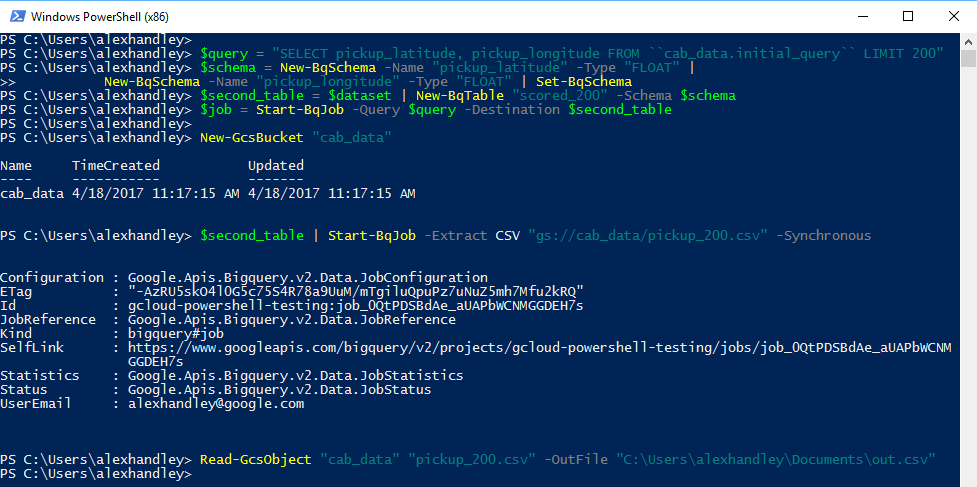 Windows PowerShell (x86)
PS C:\Users\alexhandley>
PS C:\Users\alexhandley> $query = "SELECT pickup_latitude, pickup_longitude FROM ``cab_data.initial_query`` LIMIT 200"
PS C:\Users\alexhandley> $schema = New-BqSchema -Name "pickup_latitude" -Type "FLOAT" |
>>          New-BqSchema -Name "pickup_longitude" -Type "FLOAT" | Set-BqSchema
PS C:\Users\alexhandley> $second_table = $dataset | New-BqTable "scored_200" -Schema $schema
PS C:\Users\alexhandley> $job = Start-BqJob -Query $query -Destination $second_table
PS C:\Users\alexhandley>
PS C:\Users\alexhandley> New-GcsBucket "cab_data"
Name     TimeCreated           Updated
----     -----------           -------
cab_data 4/18/2017 11:17:15 AM 4/18/2017 11:17:15 AM
PS C:\Users\alexhandley> $second_table | Start-BqJob -Extract CSV "gs://cab_data/pickup_200.csv" -Synchronous
Configuration : Google.Apis.Bigquery.v2.Data.JobConfiguration
ETag          : "-AzRU5skO4lOG5c75S4R78a9UuM/mTgiluQpuPz7uNuZ5mh7Mfu2kRQ"
Id            : gcloud-powershell-testing:job_OQtPDSBdAe_aUAPbWCNMGGDEH7s
JobReference  : Google.Apis.Bigquery.v2.Data.JobReference
Kind          : bigquery#job
SelfLink      : https://www.googleapis.com/bigquery/v2/projects/gcloud-powershell-testing/jobs/job_OQtPDSBdAe_aUAPbWCNM
                GGDEH7s
Statistics    : Google.Apis.Bigquery.v2.Data.JobStatistics
Status        : Google.Apis.Bigquery.v2.Data.JobStatus
UserEmail     : alexhandley@google.com
PS C:\Users\alexhandley> Read-GcsObject "cab_data" "pickup_200.csv" -OutFile "C:\Users\alexhandley\Documents\out.csv"
PS C:\Users\alexhandley>